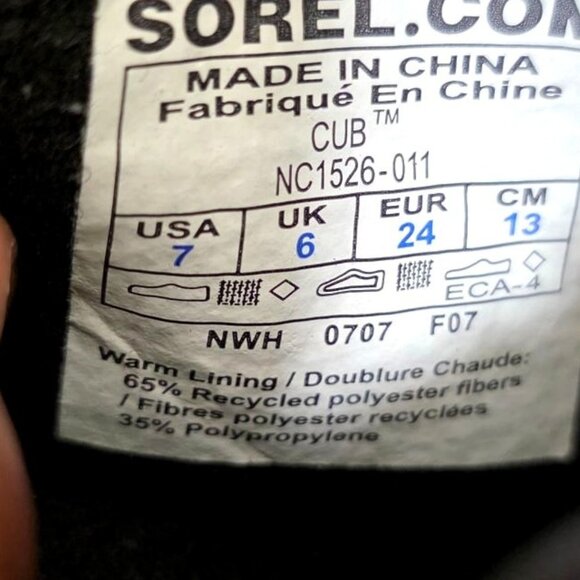 SOREL.COM
MADE IN CHINA
Fabriqué En Chine
CUB™
NC1526-011
USA UK EUR CM
7 6 24 13
ECA-4
NWH 0707 F07
Warm Lining / Doublure Chaude:
65% Recycled polyester fibers
/ Fibres polyester recyclées
35% Polypropylene